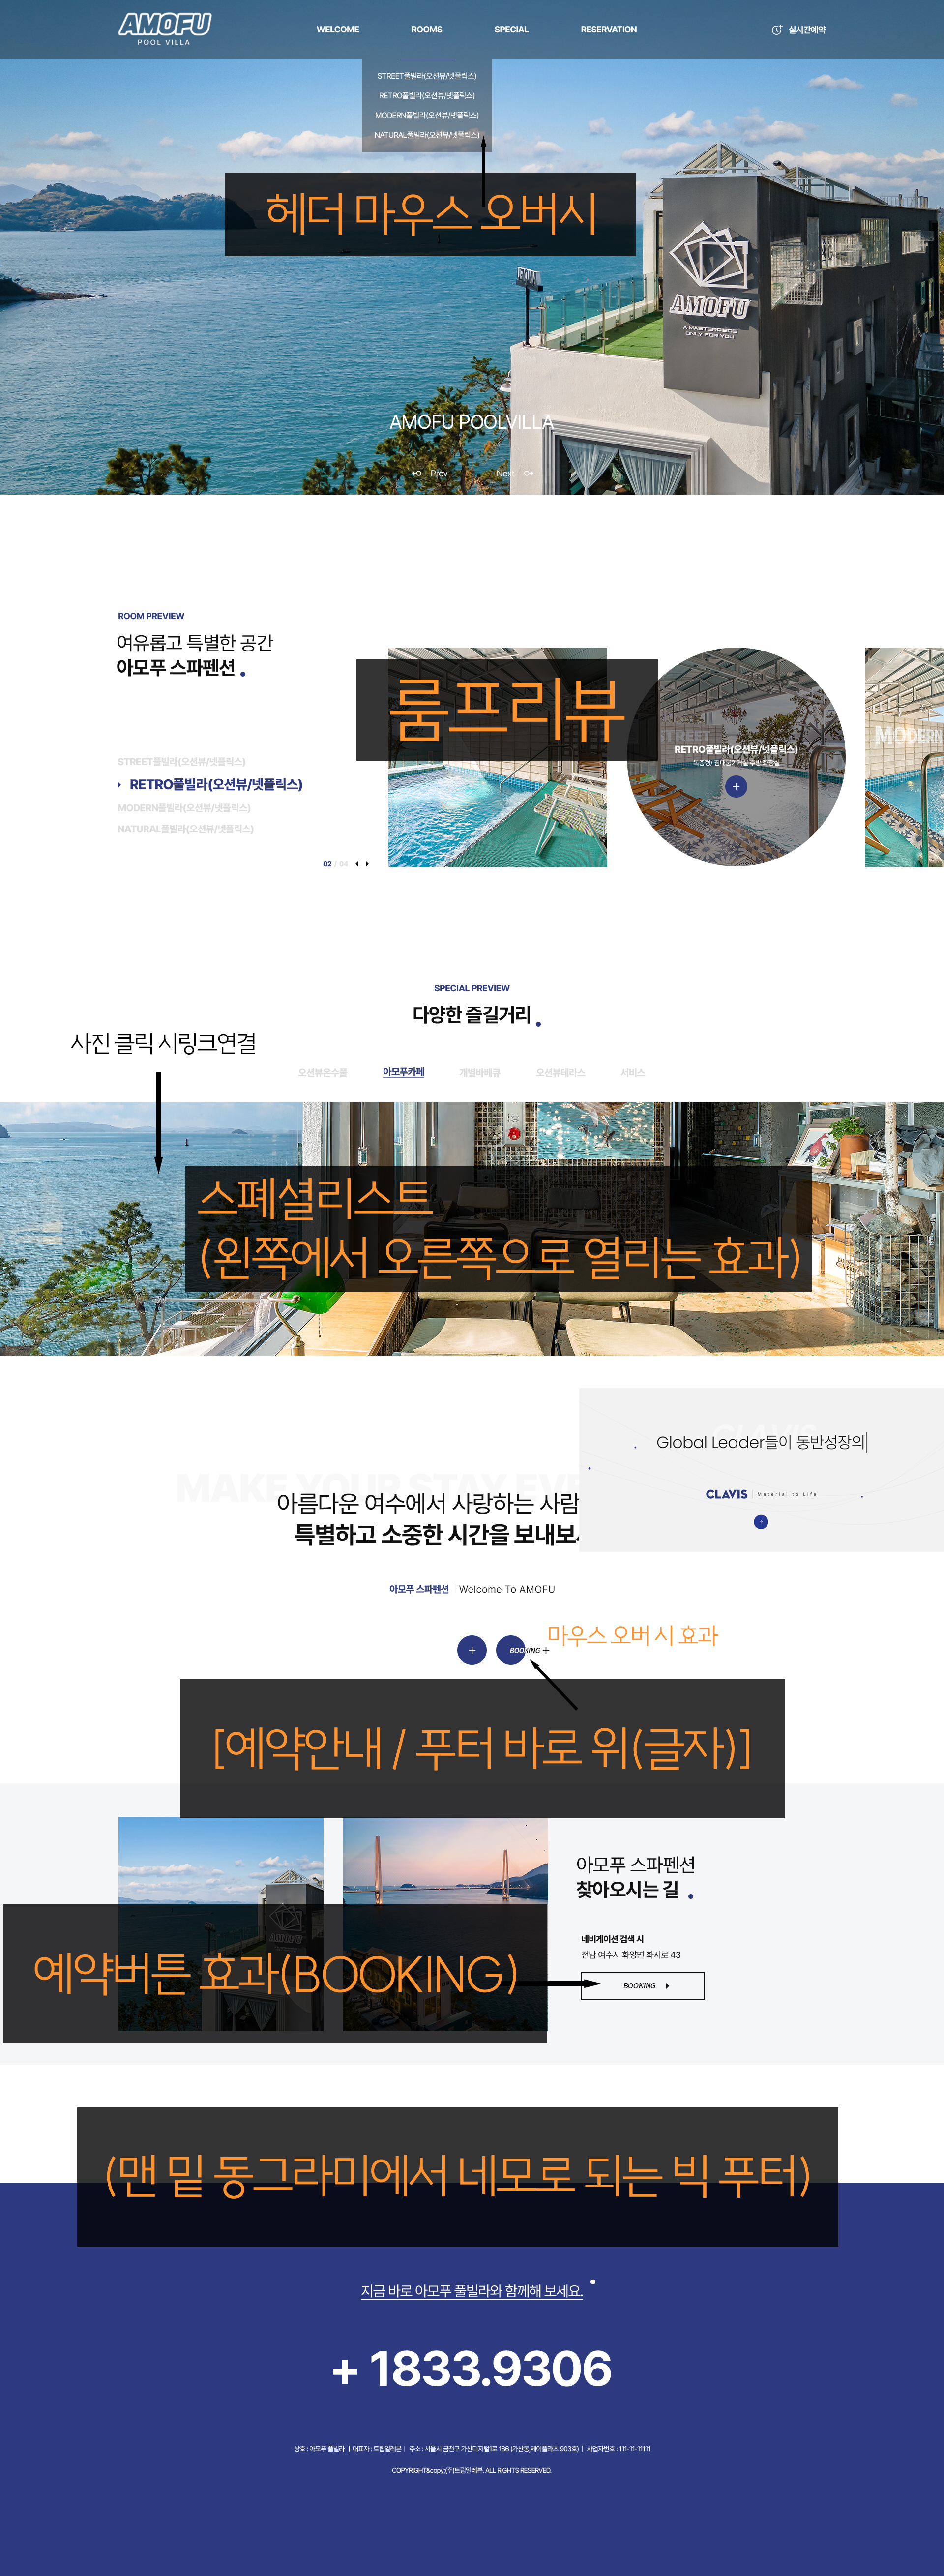 AMOFU
POOL VILLA
WELCOME
ROOMS
SPECIAL
RESERVATION
실시간예약
STREET풀빌라(오션뷰/넷플릭스)
RETRO풀빌라(오션뷰/넷플릭스)
MODERN풀빌라(오션뷰/넷플릭스)
NATURAL풀빌라(오션뷰/넷플릭스)
헤더 마우스 오버시
AMOFU
A MASTERPIECE
ONLY FOR YOU
AMOFU POOLVILLA
Prev
Next
ROOM PREVIEW
여유롭고 특별한 공간
아모푸 스파펜션
룸프리뷰
STREET풀빌라(오션뷰/넷플릭스)
RETRO풀빌라(오션뷰/넷플릭스)
MODERN풀빌라(오션뷰/넷플릭스)
NATURAL풀빌라(오션뷰/넷플릭스)
02 / 04
RETRO풀빌라(오션뷰/넷플릭스)
복층형/ 침대룸2 거실 주방 화장실
MODERN
SPECIAL PREVIEW
다양한 즐길거리
사진 클릭 시링크연결
오션뷰온수풀
아모푸카페
개별바베큐
오션뷰테라스
서비스
스페셜리스트
(왼쪽에서 오른쪽으로 열리는 효과)
MAKE YOUR STAY EVE
아름다운 여수에서 사랑하는 사람
특별하고 소중한 시간을 보내보시
CLAVIS
Global Leader들이 동반성장의
CLAVIS
Material to Life
아모푸 스파펜션 Welcome To AMOFU
BOOKING
마우스 오버 시 효과
[예약안내 / 푸터 바로 위(글자)]
아모푸 스파펜션
찾아오시는 길
네비게이션 검색 시
전남 여수시 화양면 화서로 43
예약버튼 효과(BOOKING)
BOOKING
(맨 밑 동그라미에서 네모로 되는 빅 푸터)
지금 바로 아모푸 풀빌라와 함께해 보세요.
+ 1833.9306
상호 : 아모푸 풀빌라 | 대표자 : 트립일레븐 | 주소 : 서울시 금천구 가산디지털1로 186 (가산동,제이플라츠 903호) | 사업자번호 : 111-11-11111
COPYRIGHT&copy;(주)트립일레븐. ALL RIGHTS RESERVED.